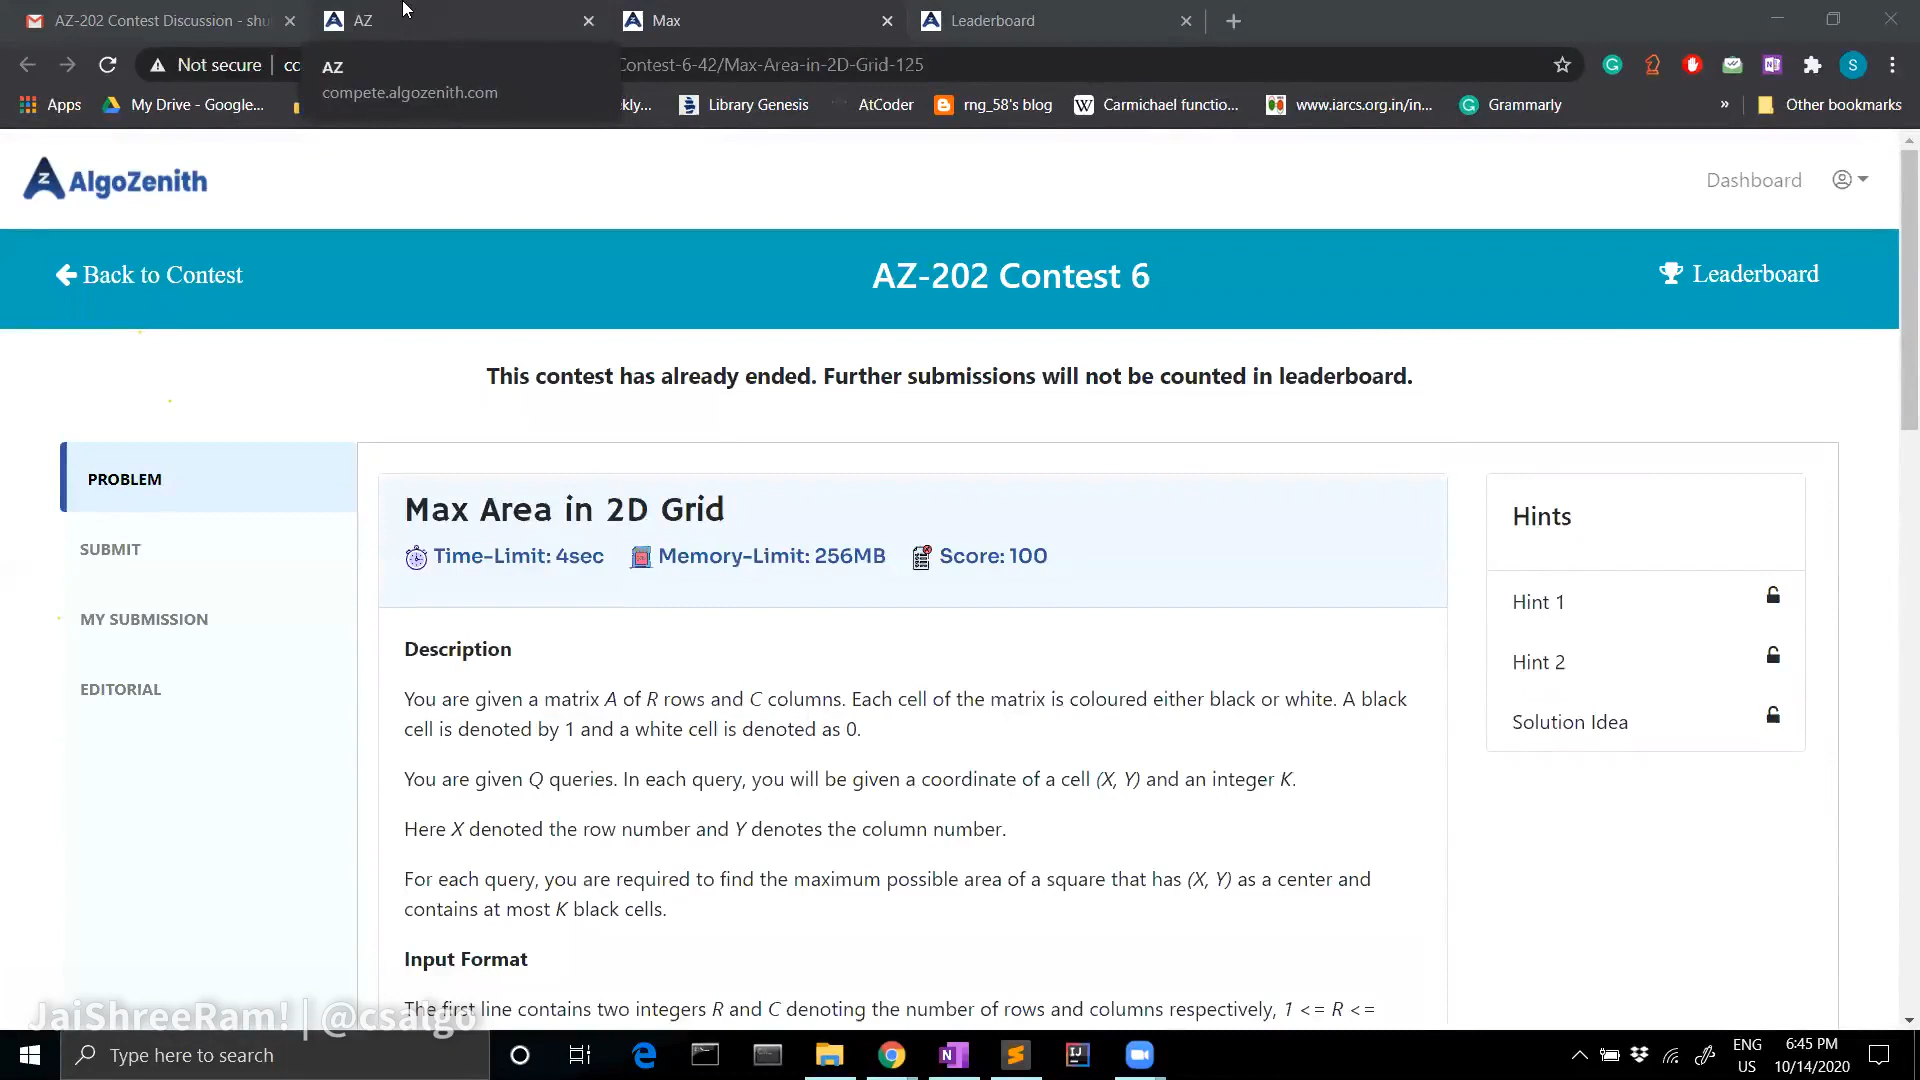 AZ-202 Contest Discussion - shu
AZ
Max
Leaderboard
Not secure
cc
Contest-6-42/Max-Area-in-2D-Grid-125
AZ
compete.algozenith.com
Apps
My Drive - Google...
kly...
Library Genesis
AtCoder
rng_58's blog
Carmichael functio...
www.iarcs.org.in/in...
Grammarly
»
Other bookmarks
AlgoZenith
Dashboard
Back to Contest
AZ-202 Contest 6
Leaderboard
This contest has already ended. Further submissions will not be counted in leaderboard.
PROBLEM
SUBMIT
MY SUBMISSION
EDITORIAL
Max Area in 2D Grid
Time-Limit: 4sec Memory-Limit: 256MB Score: 100
Description
You are given a matrix A of R rows and C columns. Each cell of the matrix is coloured either black or white. A black
cell is denoted by 1 and a white cell is denoted as 0.
You are given Q queries. In each query, you will be given a coordinate of a cell (X, Y) and an integer K.
Here X denoted the row number and Y denotes the column number.
For each query, you are required to find the maximum possible area of a square that has (X, Y) as a center and
contains at most K black cells.
Input Format
The first line contains two integers R and C denoting the number of rows and columns respectively, 1 <= R <=
Hints
Hint 1
Hint 2
Solution Idea
JaiShreeRam! | @csalgo
Type here to search
ENG
US
6:45 PM
10/14/2020